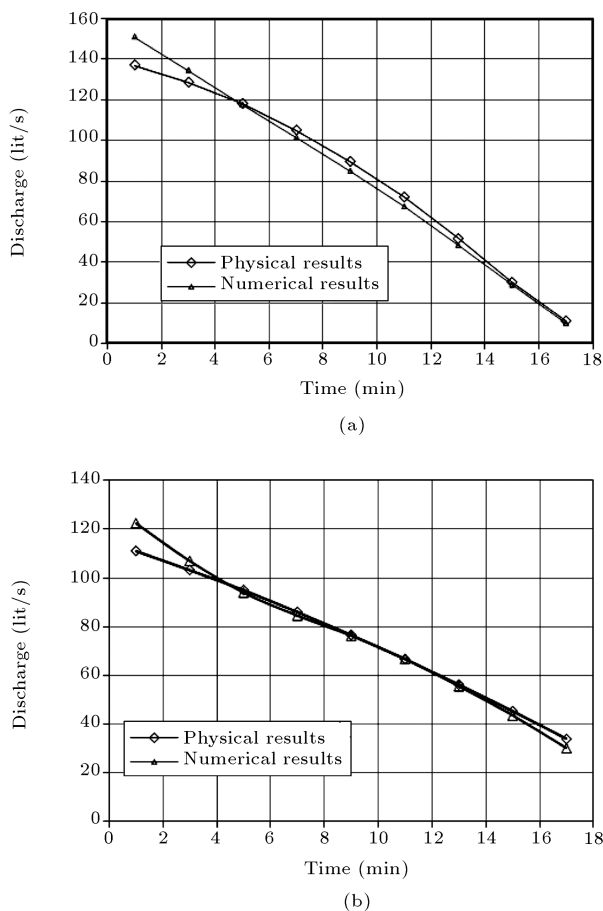 160
140
120
100
80
60
40
20
0
Discharge (lit/s)
Physical results
Numerical results
0 2 4 6 8 10 12 14 16 18
Time (min)
(a)
140
120
100
80
60
40
20
0
Discharge (lit/s)
Physical results
Numerical results
0 2 4 6 8 10 12 14 16 18
Time (min)
(b)